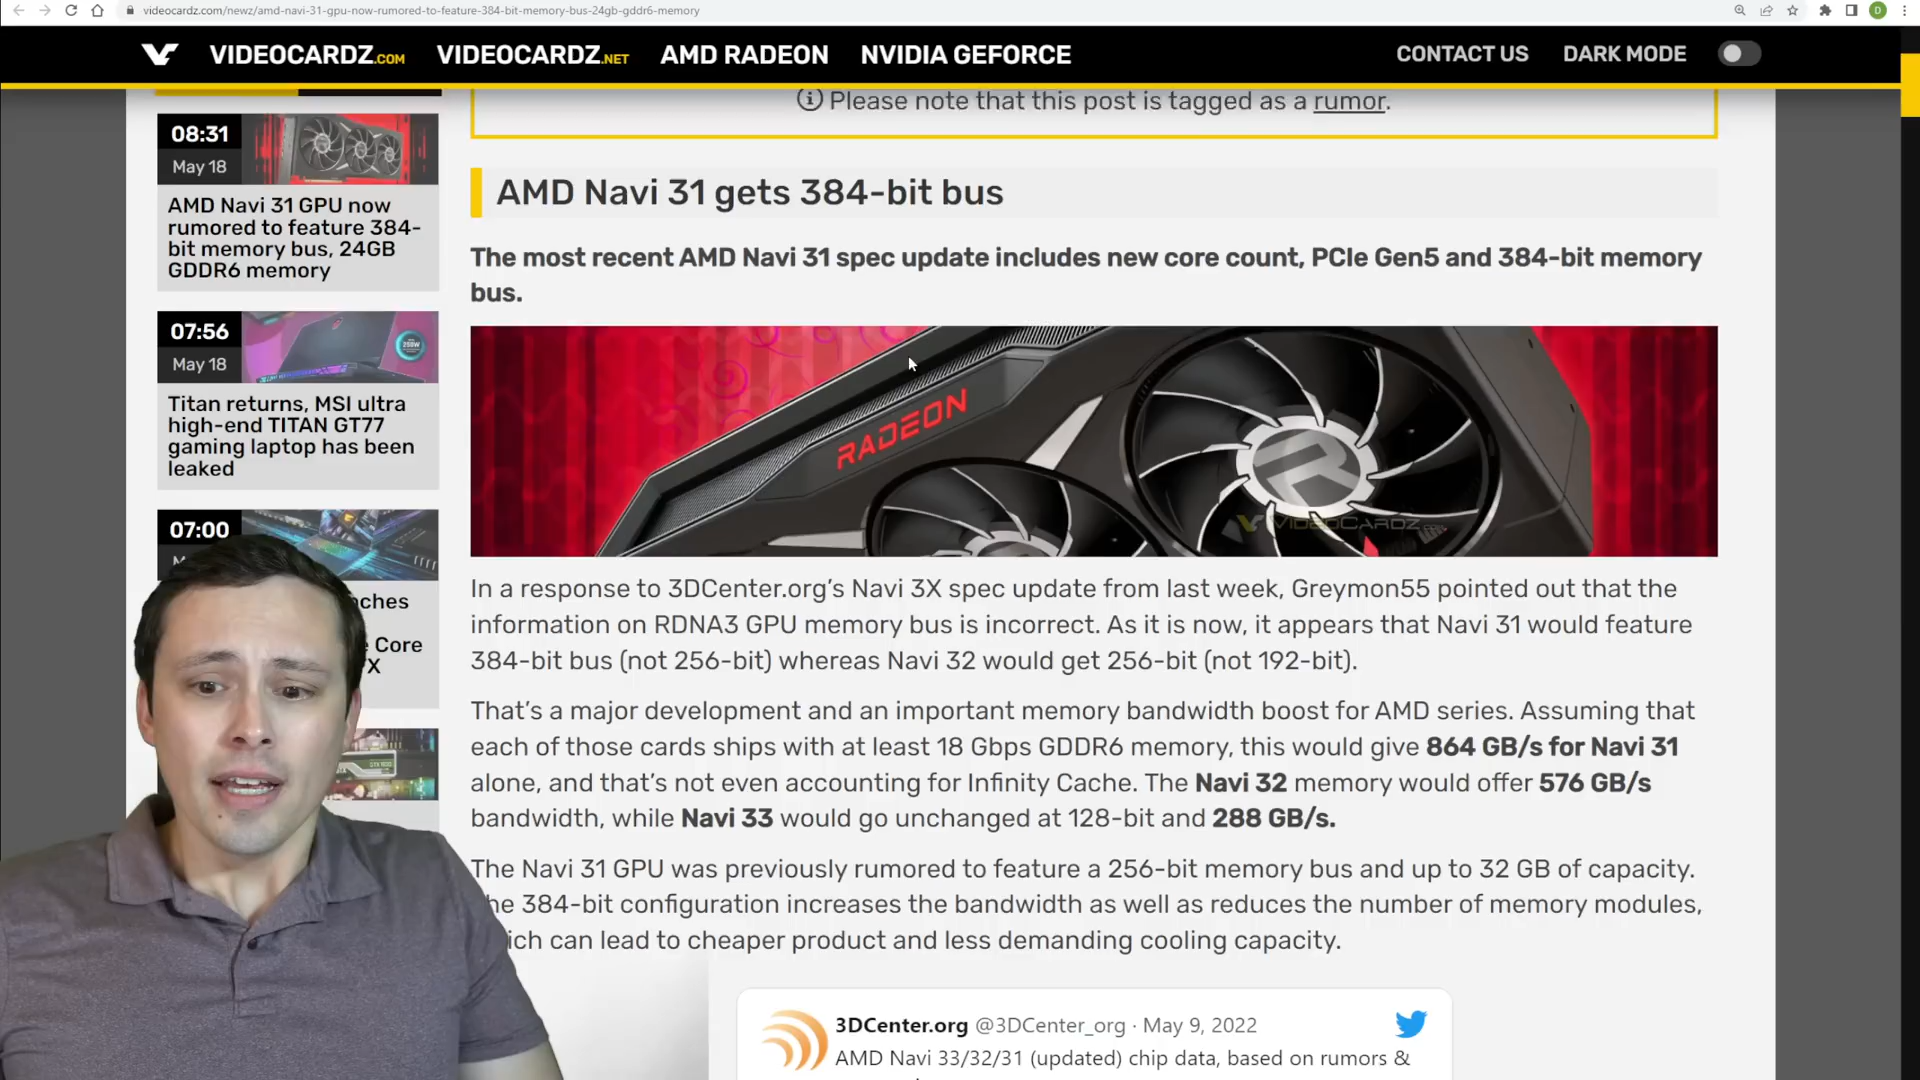 videocardz.com/newz/amd-navi-31-gpu-now-rumored-to-feature-384-bit-memory-bus-24gb-gddr6-memory
D
VIDEOCARDZ.COM
VIDEOCARDZ.NET
AMD RADEON
NVIDIA GEFORCE
CONTACT US
DARK MODE
Please note that this post is tagged as a rumor.
08:31
May 18
AMD Navi 31 GPU now
rumored to feature 384-
bit memory bus, 24GB
GDDR6 memory
07:56
May 18
Titan returns, MSI ultra
high-end TITAN GT77
gaming laptop has been
leaked
07:00
Core
AMD Navi 31 gets 384-bit bus
The most recent AMD Navi 31 spec update includes new core count, PCIe Gen5 and 384-bit memory
bus.
RADEON
VIDEOCARDZ
In a response to 3DCenter.org's Navi 3X spec update from last week, Greymon55 pointed out that the
information on RDNA3 GPU memory bus is incorrect. As it is now, it appears that Navi 31 would feature
384-bit bus (not 256-bit) whereas Navi 32 would get 256-bit (not 192-bit).
That's a major development and an important memory bandwidth boost for AMD series. Assuming that
each of those cards ships with at least 18 Gbps GDDR6 memory, this would give 864 GB/s for Navi 31
alone, and that's not even accounting for Infinity Cache. The Navi 32 memory would offer 576 GB/s
bandwidth, while Navi 33 would go unchanged at 128-bit and 288 GB/s.
The Navi 31 GPU was previously rumored to feature a 256-bit memory bus and up to 32 GB of capacity.
384-bit configuration increases the bandwidth as well as reduces the number of memory modules,
can lead to cheaper product and less demanding cooling capacity.
3DCenter.org @3DCenter_org · May 9, 2022
AMD Navi 33/32/31 (updated) chip data, based on rumors &